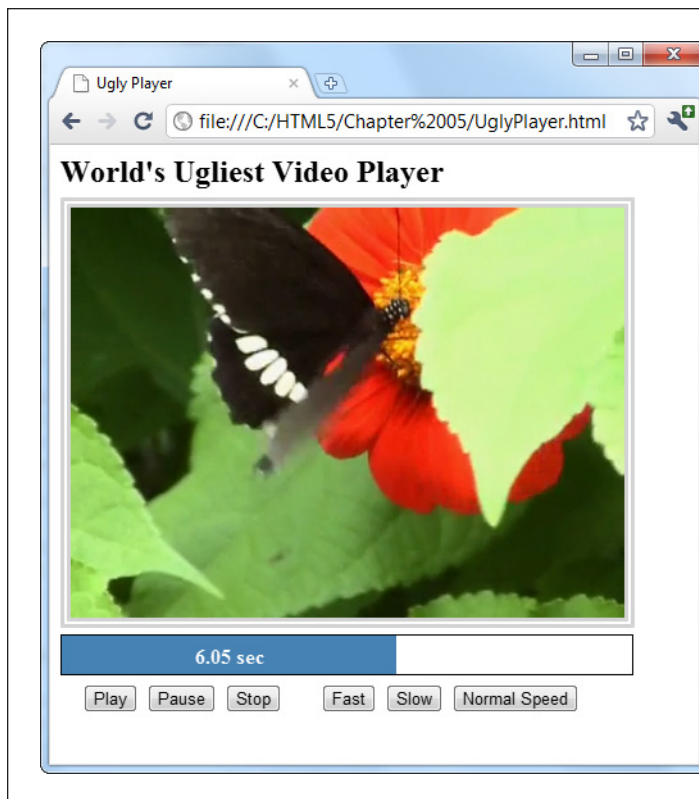 Ugly Player
file:///C:/HTML5/Chapter%2005/UglyPlayer.html
World's Ugliest Video Player
6.05 sec
Play Pause Stop Fast Slow Normal Speed